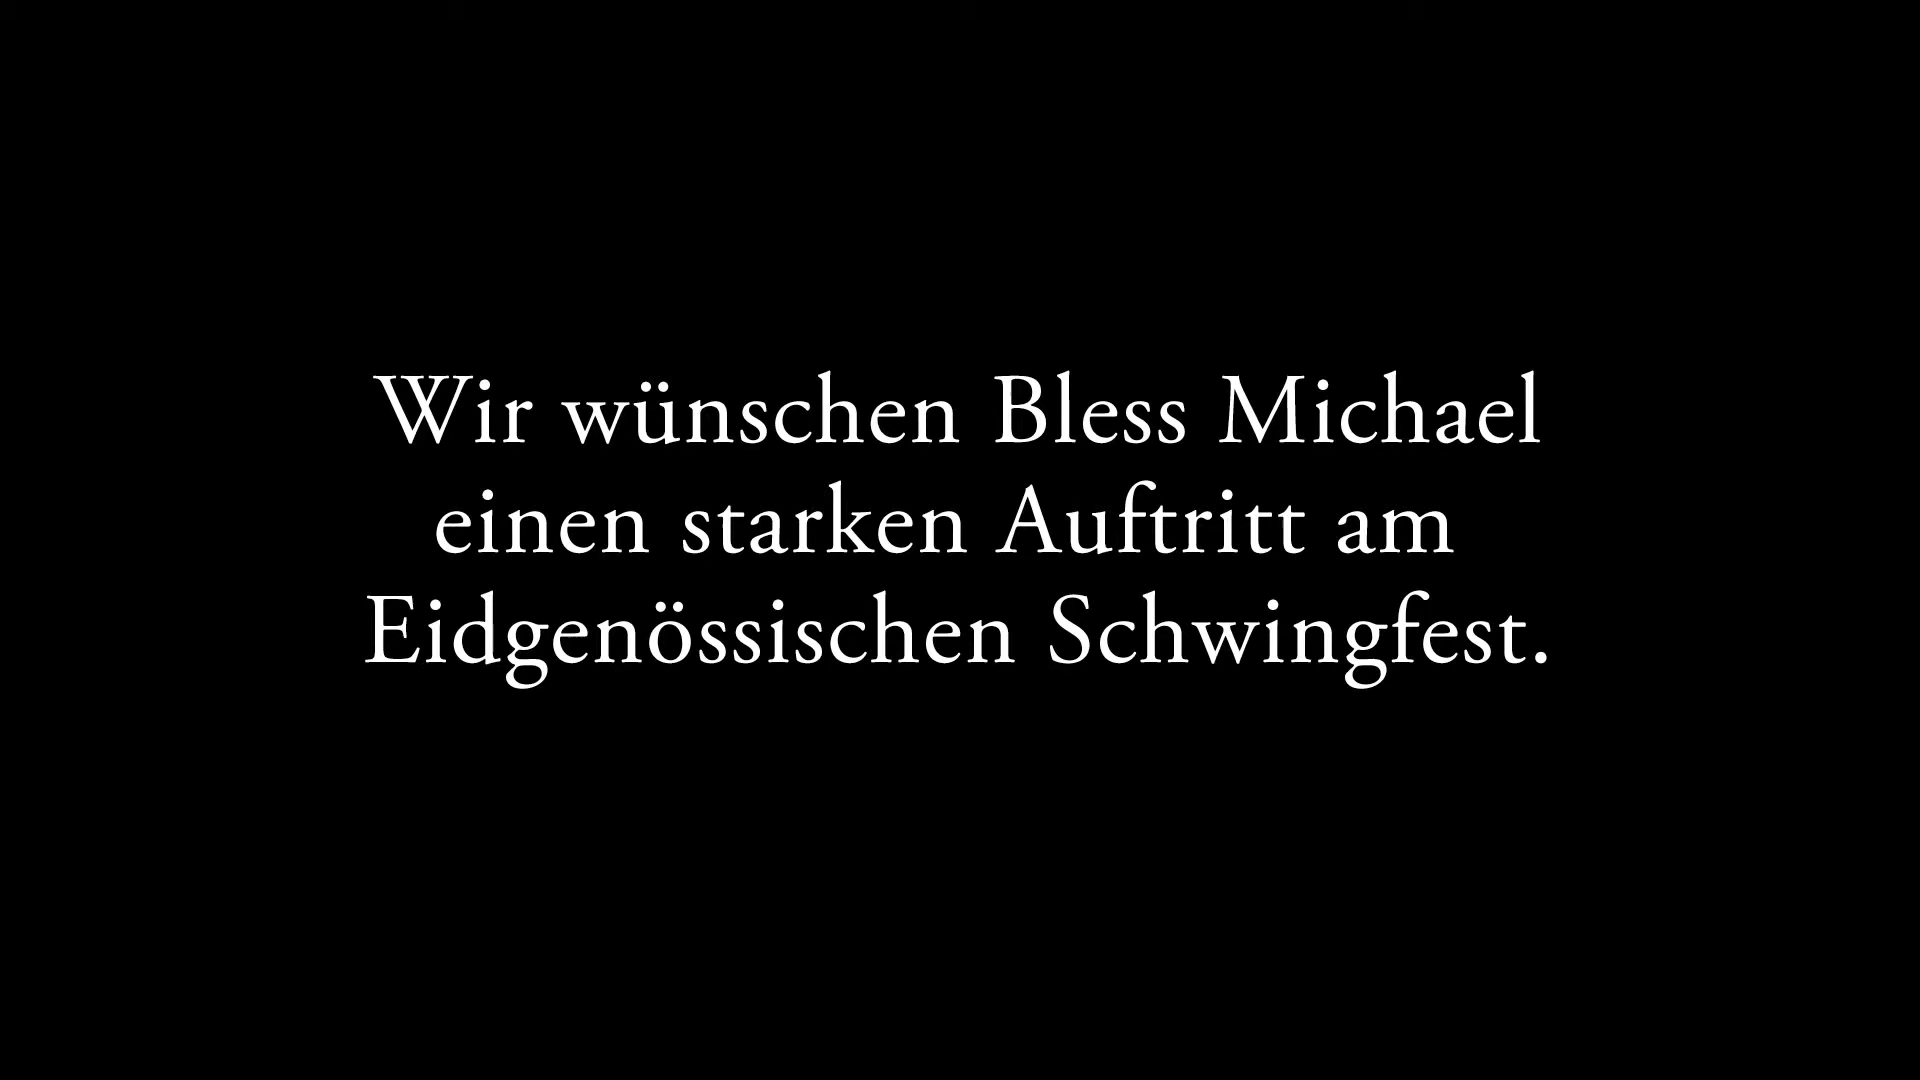 Wir wünschen Bless Michael
einen starken Auftritt am
Eidgenössischen Schwingfest.